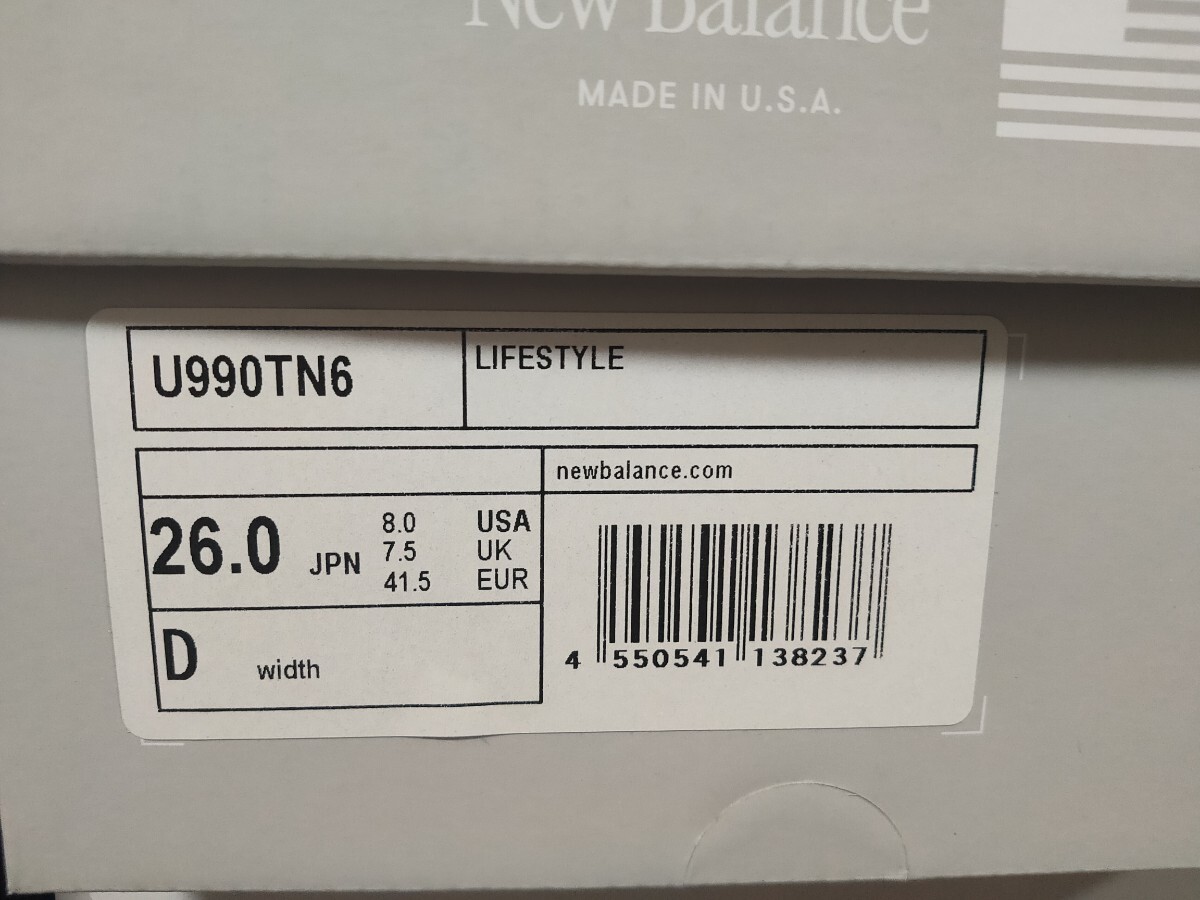 New Balance
MADE IN U.S.A.
U990TN6
LIFESTYLE
newbalance.com
26.0 JPN
8.0 USA
7.5 UK
41.5 EUR
D width
4 550541 138237